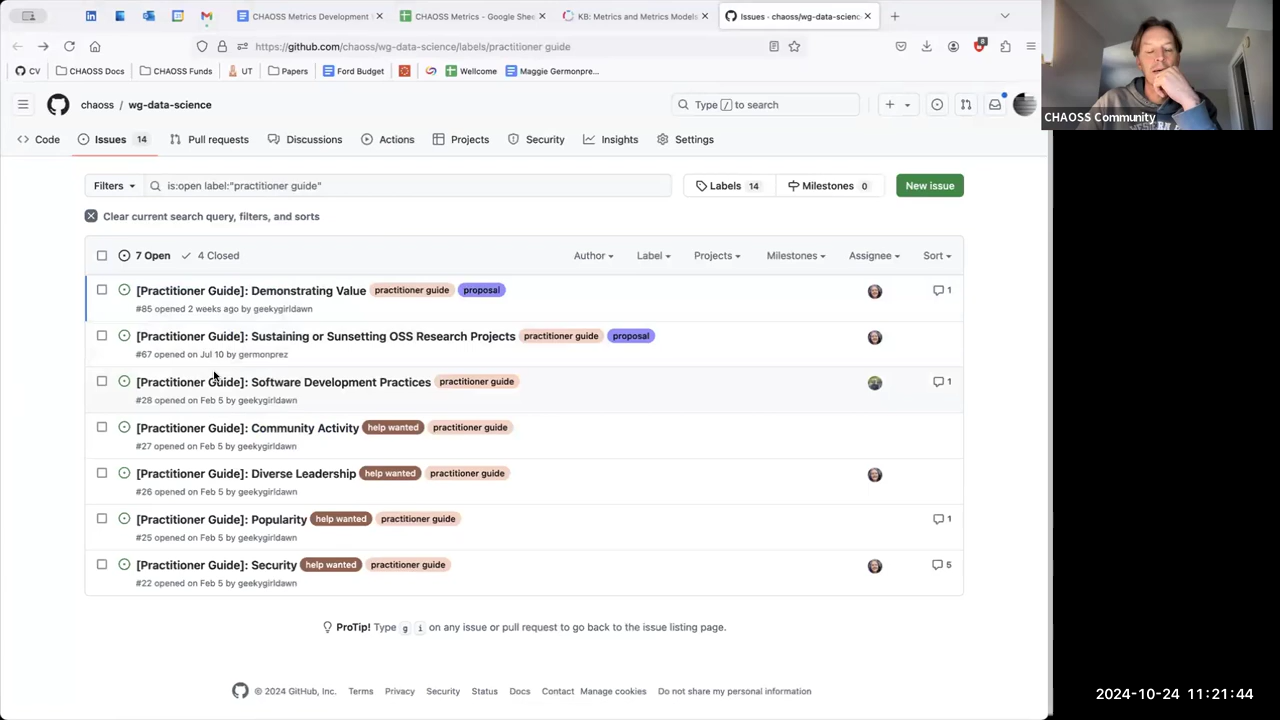 CHAOSS Metrics Development
CHAOSS Metrics - Google Shee
KB: Metrics and Metrics Models
Issues · chaoss/wg-data-scienc
https://github.com/chaoss/wg-data-science/labels/practitioner guide
8
CV
CHAOSS Docs
CHAOSS Funds
UT
Papers
Ford Budget
Wellcome
Maggie Germonpre...
CHAOSS Community
chaoss / wg-data-science
Type / to search
Code
Issues 14
Pull requests
Discussions
Actions
Projects
Security
Insights
Settings
Filters
is:open label:"practitioner guide"
Labels 14
Milestones 0
New issue
Clear current search query, filters, and sorts
7 Open
4 Closed
Author
Label
Projects
Milestones
Assignee
Sort
[Practitioner Guide]: Demonstrating Value practitioner guide proposal
1
#85 opened 2 weeks ago by geekygirldawn
[Practitioner Guide]: Sustaining or Sunsetting OSS Research Projects practitioner guide proposal
#67 opened on Jul 10 by germonprez
[Practitioner Guide]: Software Development Practices practitioner guide
1
#28 opened on Feb 5 by geekygirldawn
[Practitioner Guide]: Community Activity help wanted practitioner guide
#27 opened on Feb 5 by geekygirldawn
[Practitioner Guide]: Diverse Leadership help wanted practitioner guide
#26 opened on Feb 5 by geekygirldawn
[Practitioner Guide]: Popularity help wanted practitioner guide
1
#25 opened on Feb 5 by geekygirldawn
[Practitioner Guide]: Security help wanted practitioner guide
5
#22 opened on Feb 5 by geekygirldawn
ProTip! Type g i on any issue or pull request to go back to the issue listing page.
© 2024 GitHub, Inc.
Terms
Privacy
Security
Status
Docs
Contact
Manage cookies
Do not share my personal information
2024-10-24 11:21:44